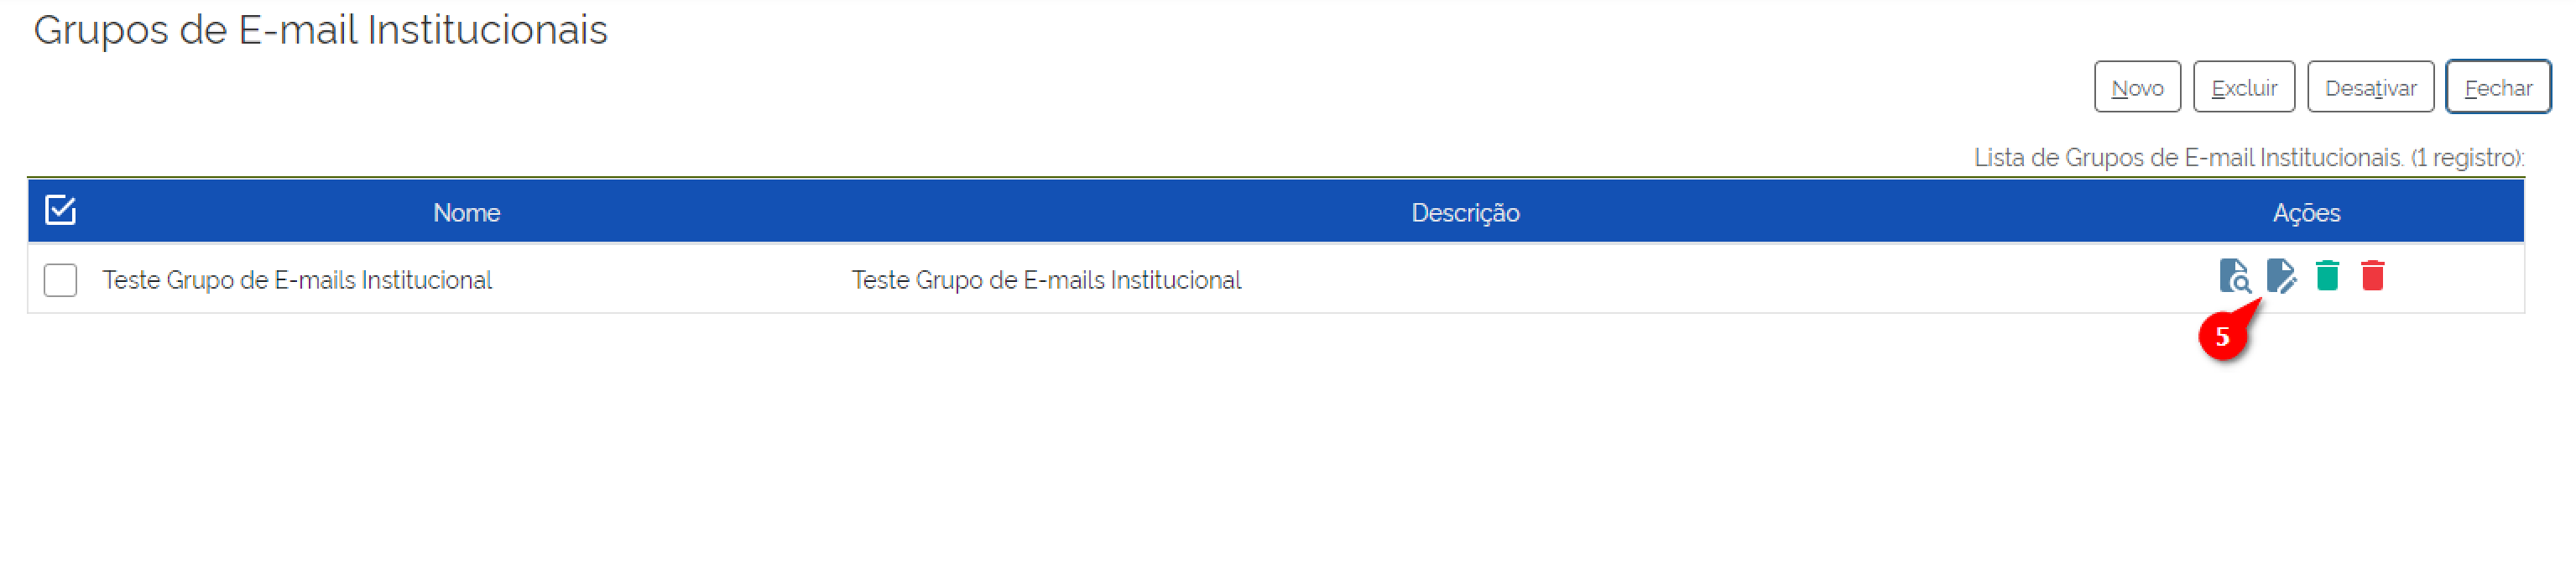 Grupos de E-mail Institucionais
Novo Excluir Desativar Fechar
Lista de Grupos de E-mail Institucionais. (1 registro):
Nome Descrição Ações
Teste Grupo de E-mails Institucional Teste Grupo de E-mails Institucional
5